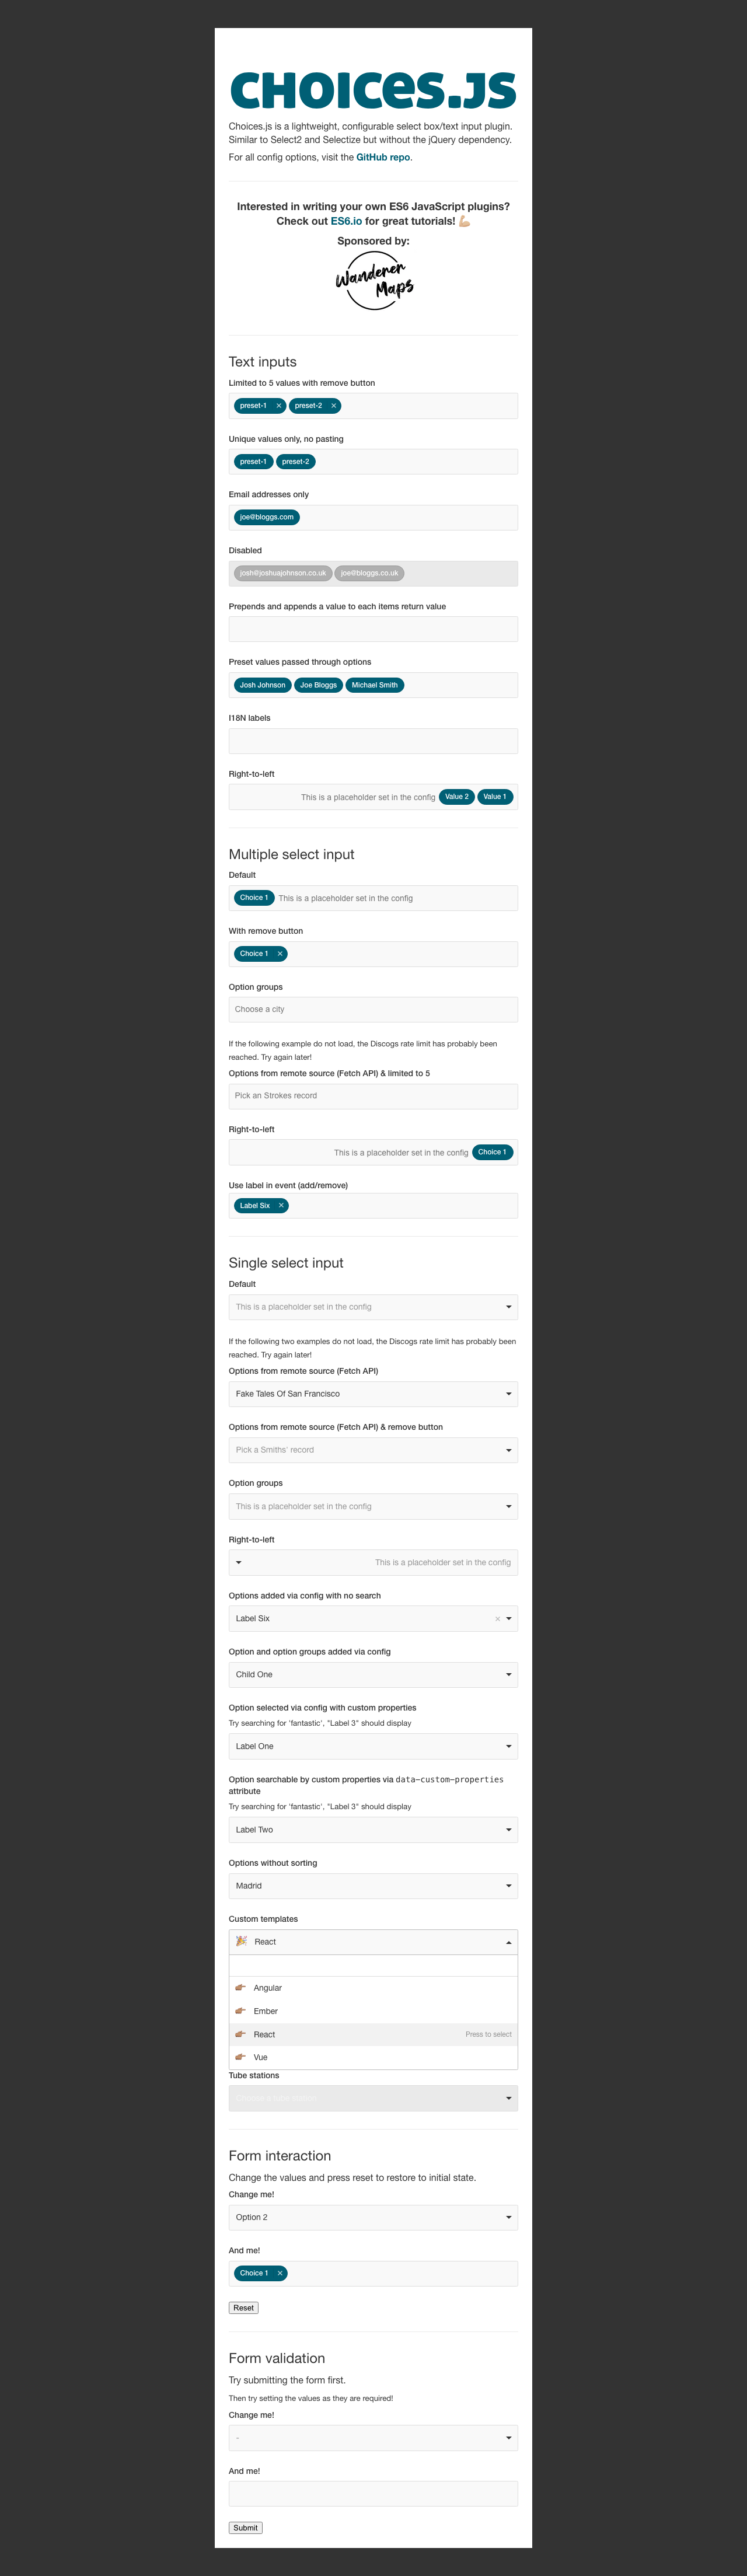 CHOICES.JS
Choices.js is a lightweight, configurable select box/text input plugin.
Similar to Select2 and Selectize but without the jQuery dependency.
For all config options, visit the GitHub repo.
Interested in writing your own ES6 JavaScript plugins?
Check out ES6.io for great tutorials! 💪🏼
Sponsored by:
Wanderer
Maps
Text inputs
Limited to 5 values with remove button
preset-1 × preset-2 ×
Unique values only, no pasting
preset-1 preset-2
Email addresses only
joe@bloggs.com
Disabled
josh@joshuajohnson.co.uk joe@bloggs.co.uk
Prepends and appends a value to each items return value
Preset values passed through options
Josh Johnson Joe Bloggs Michael Smith
I18N labels
Right-to-left
This is a placeholder set in the config Value 2 Value 1
Multiple select input
Default
Choice 1 This is a placeholder set in the config
With remove button
Choice 1 ×
Option groups
Choose a city
If the following example do not load, the Discogs rate limit has probably been
reached. Try again later!
Options from remote source (Fetch API) & limited to 5
Pick an Strokes record
Right-to-left
This is a placeholder set in the config Choice 1
Use label in event (add/remove)
Label Six ×
Single select input
Default
This is a placeholder set in the config
If the following two examples do not load, the Discogs rate limit has probably been
reached. Try again later!
Options from remote source (Fetch API)
Fake Tales Of San Francisco
Options from remote source (Fetch API) & remove button
Pick a Smiths' record
Option groups
This is a placeholder set in the config
Right-to-left
This is a placeholder set in the config
Options added via config with no search
Label Six ×
Option and option groups added via config
Child One
Option selected via config with custom properties
Try searching for 'fantastic', "Label 3" should display
Label One
Option searchable by custom properties via data-custom-properties
attribute
Try searching for 'fantastic', "Label 3" should display
Label Two
Options without sorting
Madrid
Custom templates
🎉 React
👉🏽 Angular
👉🏽 Ember
👉🏽 React Press to select
👉🏽 Vue
Tube stations
Form interaction
Change the values and press reset to restore to initial state.
Change me!
Option 2
And me!
Choice 1 ×
Reset
Form validation
Try submitting the form first.
Then try setting the values as they are required!
Change me!
-
And me!
Submit